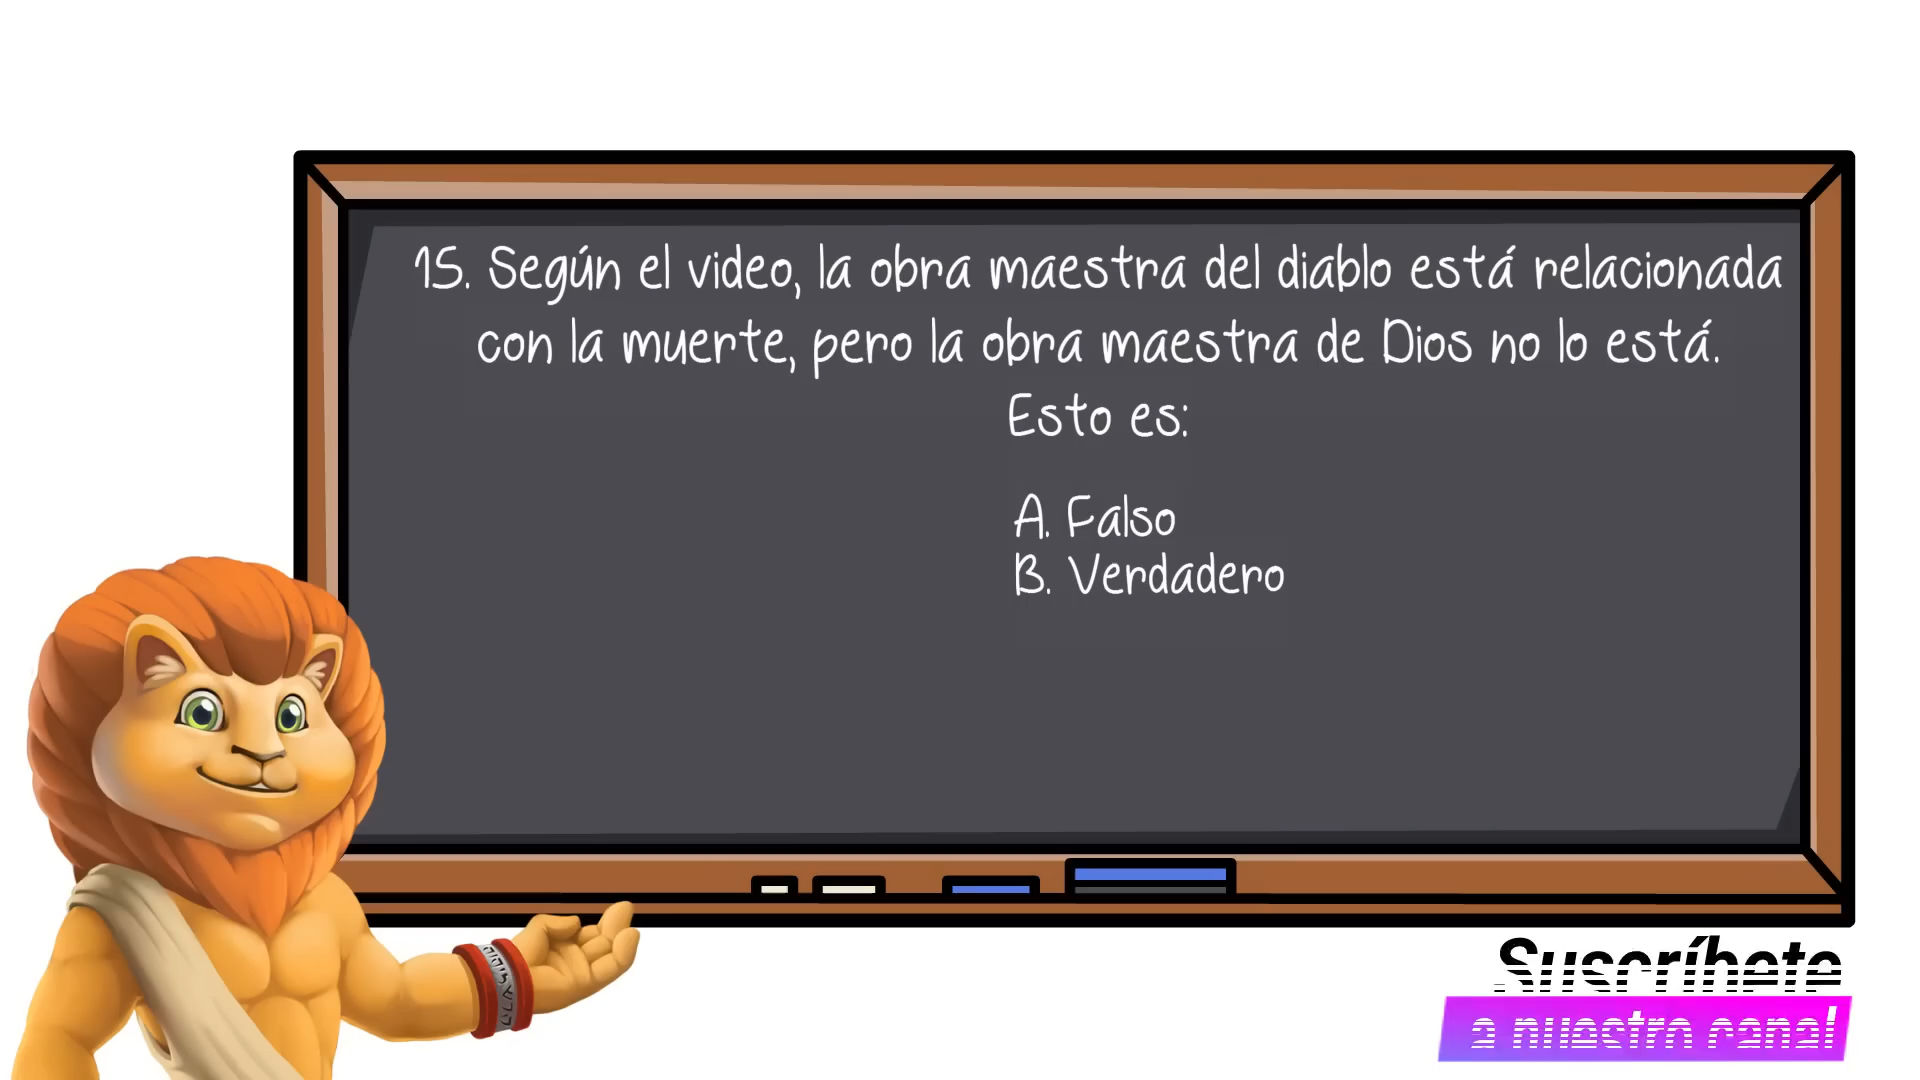 15. Según el video, la obra maestra del diablo está relacionada
con la muerte, pero la obra maestra de Dios no lo está.
Esto es:
A. Falso
B. Verdadero
Suscríbete
a nuestro canal